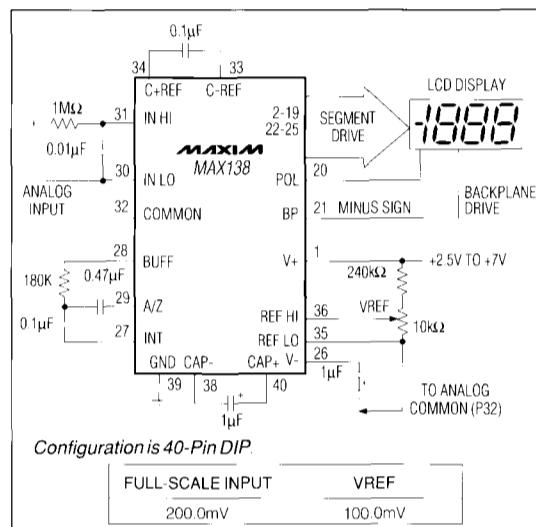 0.1µF
34 33
C+REF C-REF
LCD DISPLAY
1MΩ
31 IN HI
2-19
22-25
SEGMENT
DRIVE
-1888
0.01µF
MAXIM
MAX138
20
30 IN LO
POL
ANALOG
INPUT
32 COMMON
BP
21 MINUS SIGN
BACKPLANE
DRIVE
28 BUFF
V+
1
+2.5V TO +7V
180K
0.47µF
240kΩ
29 A/Z
REF HI
36
VREF
0.1µF
27 INT
REF LO
35
10kΩ
V-
26
GND CAP- CAP+
39 38 40
1µF
1µF
TO ANALOG
COMMON (P32)
Configuration is 40-Pin DIP.
FULL-SCALE INPUT VREF
200.0mV 100.0mV